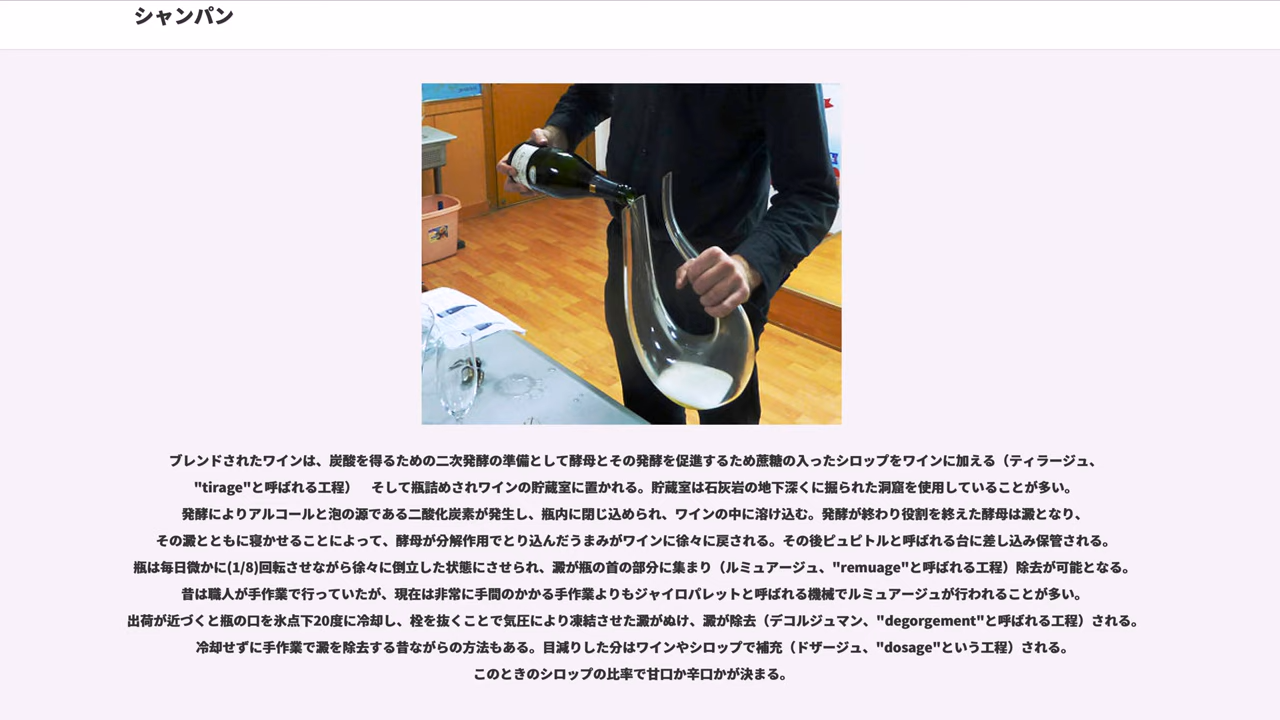 シャンパン
ブレンドされたワインは、炭酸を得るための二次発酵の準備として酵母とその発酵を促進するため蔗糖の入ったシロップをワインに加える（ティラージュ、
"tirage"と呼ばれる工程）　そして瓶詰めされワインの貯蔵室に置かれる。貯蔵室は石灰岩の地下深くに掘られた洞窟を使用していることが多い。
発酵によりアルコールと泡の源である二酸化炭素が発生し、瓶内に閉じ込められ、ワインの中に溶け込む。発酵が終わり役割を終えた酵母は澱となり、
その澱とともに寝かせることによって、酵母が分解作用でとり込んだうまみがワインに徐々に戻される。その後ピュピトルと呼ばれる台に差し込み保管される。
瓶は毎日微かに(1/8)回転させながら徐々に倒立した状態にさせられ、澱が瓶の首の部分に集まり（ルミュアージュ、"remuage"と呼ばれる工程）除去が可能となる。
昔は職人が手作業で行っていたが、現在は非常に手間のかかる手作業よりもジャイロパレットと呼ばれる機械でルミュアージュが行われることが多い。
出荷が近づくと瓶の口を氷点下20度に冷却し、栓を抜くことで気圧により凍結させた澱がぬけ、澱が除去（デコルジュマン、"degorgement"と呼ばれる工程）される。
冷却せずに手作業で澱を除去する昔ながらの方法もある。目減りした分はワインやシロップで補充（ドザージュ、"dosage"という工程）される。
このときのシロップの比率で甘口か辛口かが決まる。